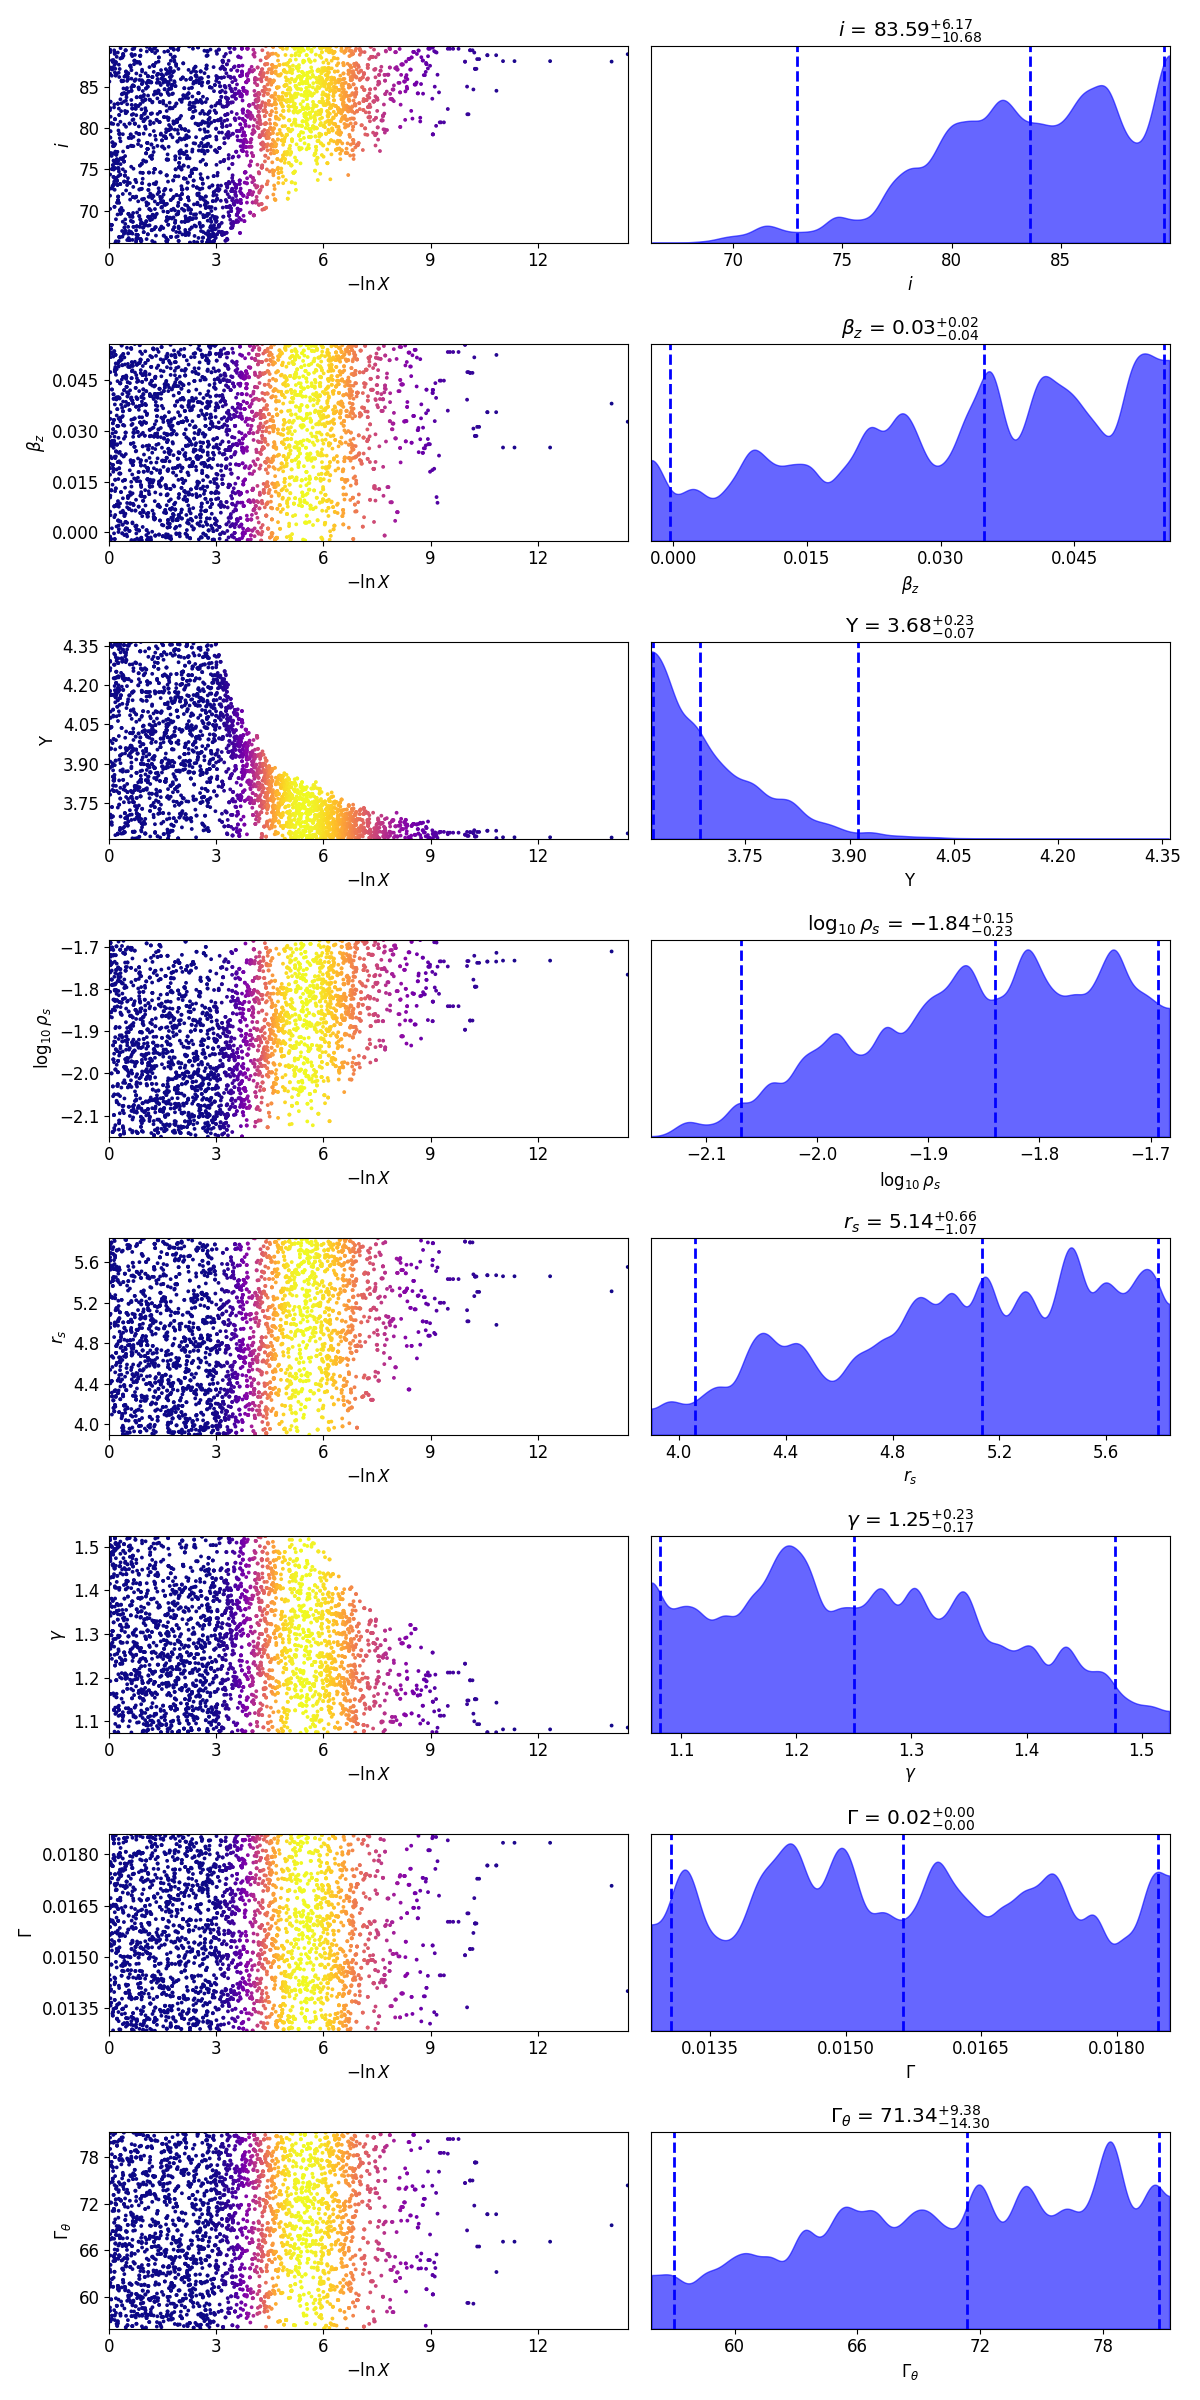 i = 83.59 +6.17 −10.68
85
80
75
70
i
0 3 6 9 12
−ln X
70 75 80 85
i
β_z = 0.03 +0.02 −0.04
0.045
0.030
0.015
0.000
β_z
0 3 6 9 12
−ln X
0.000 0.015 0.030 0.045
β_z
Υ = 3.68 +0.23 −0.07
4.35
4.20
4.05
3.90
3.75
Υ
0 3 6 9 12
−ln X
3.75 3.90 4.05 4.20 4.35
Υ
log₁₀ ρ_s = −1.84 +0.15 −0.23
−1.7
−1.8
−1.9
−2.0
−2.1
log₁₀ ρ_s
0 3 6 9 12
−ln X
−2.1 −2.0 −1.9 −1.8 −1.7
log₁₀ ρ_s
r_s = 5.14 +0.66 −1.07
5.6
5.2
4.8
4.4
4.0
r_s
0 3 6 9 12
−ln X
4.0 4.4 4.8 5.2 5.6
r_s
γ = 1.25 +0.23 −0.17
1.5
1.4
1.3
1.2
1.1
γ
0 3 6 9 12
−ln X
1.1 1.2 1.3 1.4 1.5
γ
Γ = 0.02 +0.00 −0.00
0.0180
0.0165
0.0150
0.0135
Γ
0 3 6 9 12
−ln X
0.0135 0.0150 0.0165 0.0180
Γ
Γ_θ = 71.34 +9.38 −14.30
78
72
66
60
Γ_θ
0 3 6 9 12
−ln X
60 66 72 78
Γ_θ